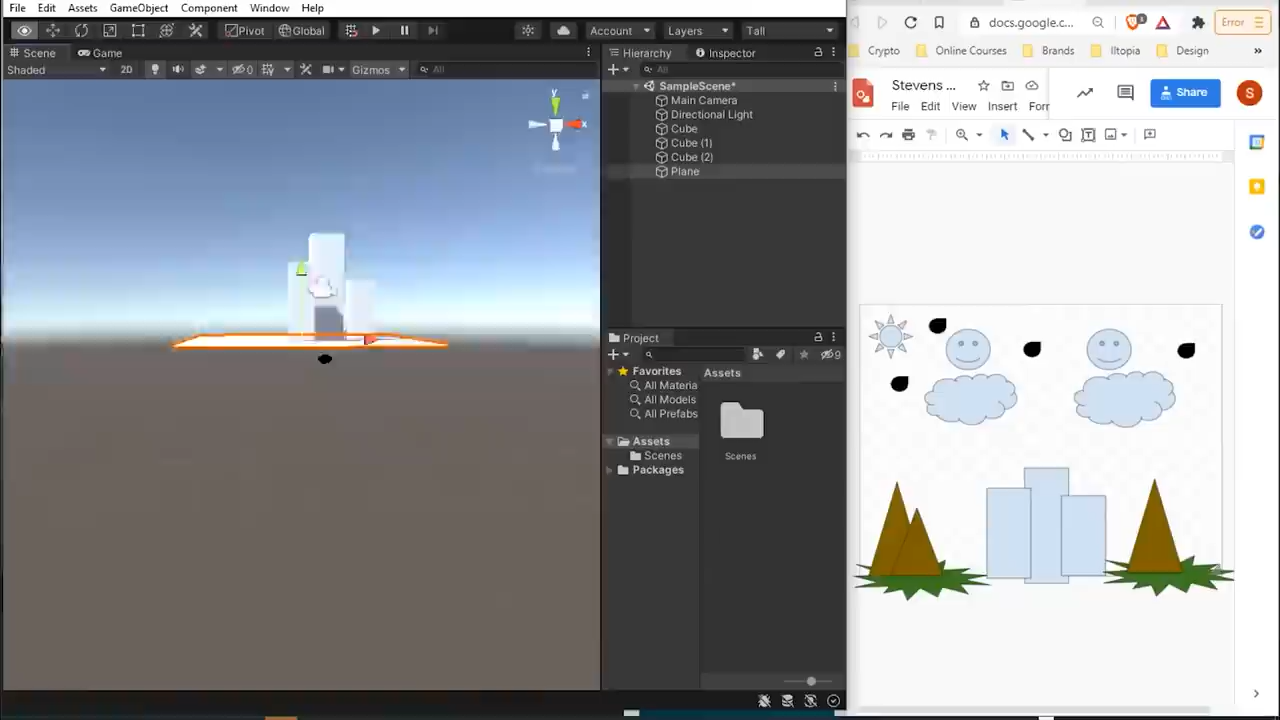 File Edit Assets GameObject Component Window Help
Pivot Global Account Layers Tall
Scene Game
Shaded 2D 0 Gizmos All
y
x
Hierarchy Inspector
All
SampleScene*
Main Camera
Directional Light
Cube
Cube (1)
Cube (2)
Plane
Project
9
Favorites
All Materia
All Models
All Prefabs
Assets
Scenes
Packages
Assets
Scenes
docs.google.c... 1 Error
Crypto Online Courses Brands Iltopia Design »
Stevens ...
File Edit View Insert Forr
Share S